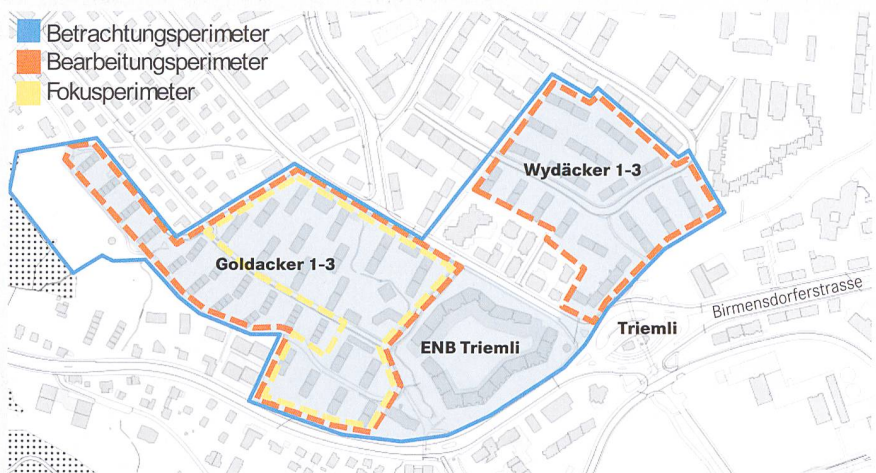 Betrachtungsperimeter
Bearbeitungsperimeter
Fokusperimeter
Wydäcker 1-3
Goldacker 1-3
Birmensdorferstrasse
Triemli
ENB Triemli